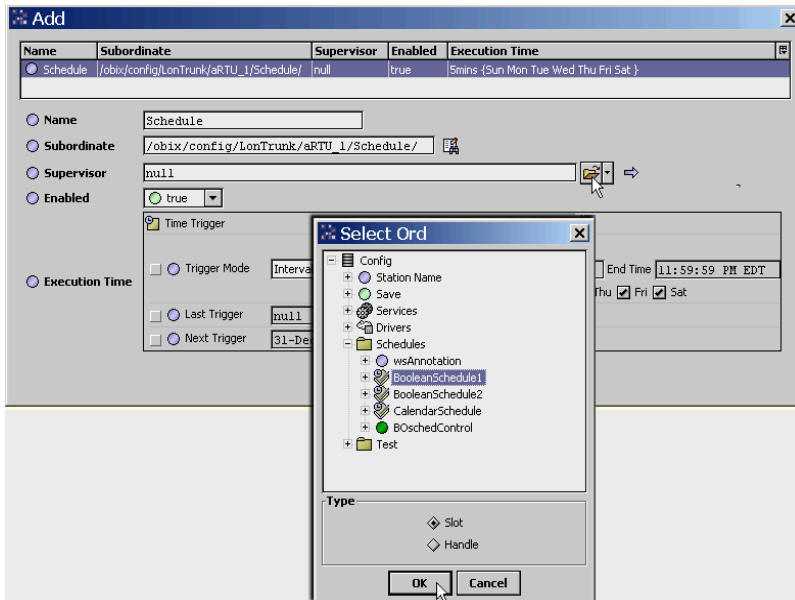 Add
Name Subordinate Supervisor Enabled Execution Time
Schedule /obix/config/LonTrunk/aRTU_1/Schedule/ null true 5mins {Sun Mon Tue Wed Thu Fri Sat }
Name Schedule
Subordinate /obix/config/LonTrunk/aRTU_1/Schedule/
Supervisor null
Enabled true
Execution Time
Time Trigger
Trigger Mode Interva
End Time 11:59:59 PM EDT
Thu Fri Sat
Last Trigger null
Next Trigger 31-De
Select Ord
Config
Station Name
Save
Services
Drivers
Schedules
wsAnnotation
BooleanSchedule1
BooleanSchedule2
CalendarSchedule
BOschedControl
Test
Type
Slot
Handle
OK Cancel